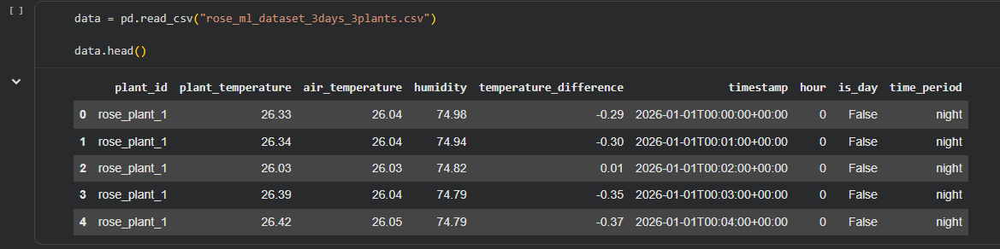 [ ]
data = pd.read_csv("rose_ml_dataset_3days_3plants.csv")
data.head()
plant_id plant_temperature air_temperature humidity temperature_difference timestamp hour is_day time_period
0 rose_plant_1 26.33 26.04 74.98 -0.29 2026-01-01T00:00:00+00:00 0 False night
1 rose_plant_1 26.34 26.04 74.94 -0.30 2026-01-01T00:01:00+00:00 0 False night
2 rose_plant_1 26.03 26.03 74.82 0.01 2026-01-01T00:02:00+00:00 0 False night
3 rose_plant_1 26.39 26.04 74.79 -0.35 2026-01-01T00:03:00+00:00 0 False night
4 rose_plant_1 26.42 26.05 74.79 -0.37 2026-01-01T00:04:00+00:00 0 False night